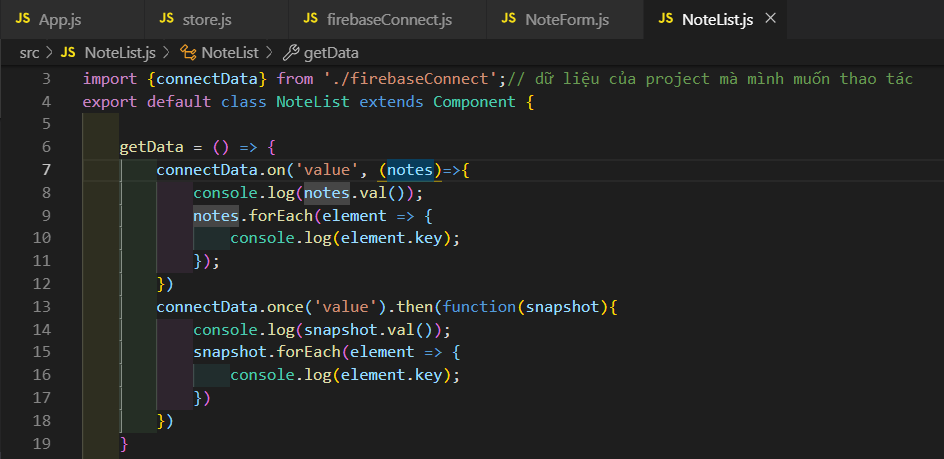 JS App.js JS store.js JS firebaseConnect.js JS NoteForm.js JS NoteList.js ×
src > JS NoteList.js > NoteList > getData
3 import {connectData} from './firebaseConnect';// dữ liệu của project mà mình muốn thao tác
4 export default class NoteList extends Component {
5
6 getData = () => {
7 connectData.on('value', (notes)=>{
8 console.log(notes.val());
9 notes.forEach(element => {
10 console.log(element.key);
11 });
12 })
13 connectData.once('value').then(function(snapshot){
14 console.log(snapshot.val());
15 snapshot.forEach(element => {
16 console.log(element.key);
17 })
18 })
19 }